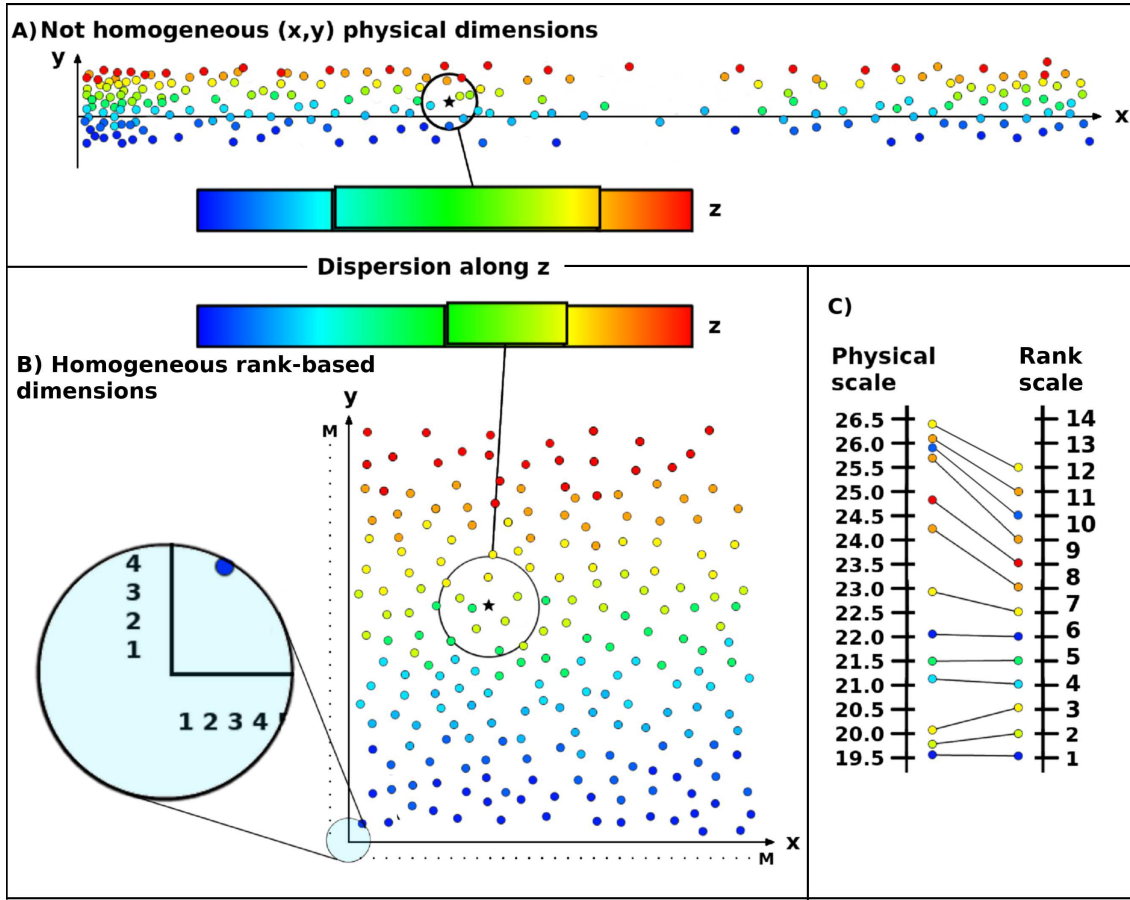 A) Not homogeneous (x,y) physical dimensions
y
x
z
Dispersion along z
z
B) Homogeneous rank-based
dimensions
y
M
4
3
2
1
1 2 3 4
x
M
C)
Physical
scale
Rank
scale
26.5 14
26.0 13
25.5 12
25.0 11
24.5 10
24.0 9
23.5 8
23.0 7
22.5 6
22.0 5
21.5 4
21.0 3
20.5 2
20.0 1
19.5